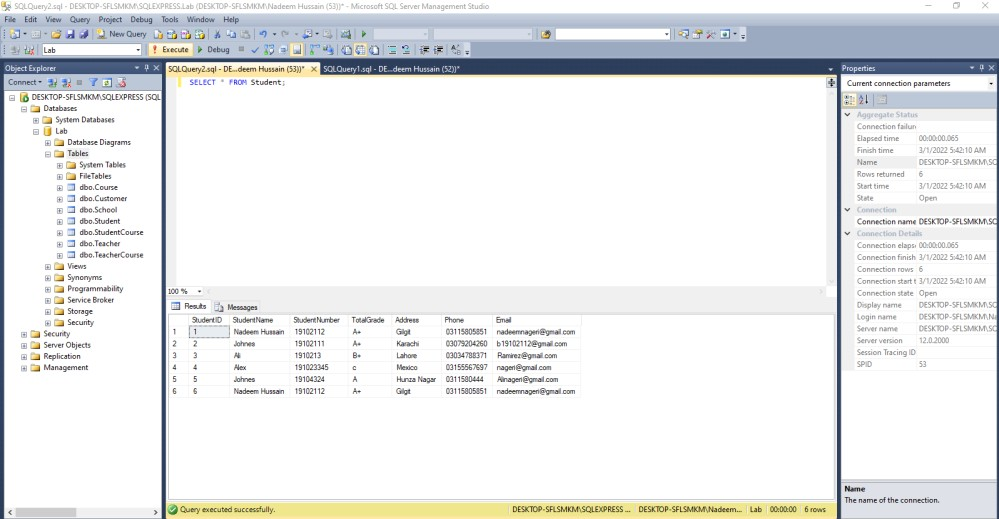 SQLQuery2.sql - DESKTOP-SFLSMKM\SQLEXPRESS.Lab (DESKTOP-SFLSMKM\Nadeem Hussain (53))* - Microsoft SQL Server Management Studio
File Edit View Query Project Debug Tools Window Help
New Query
Lab Execute Debug
Object Explorer
Connect
DESKTOP-SFLSMKM\SQLEXPRESS (SQL
Databases
System Databases
Lab
Database Diagrams
Tables
System Tables
FileTables
dbo.Course
dbo.Customer
dbo.School
dbo.Student
dbo.StudentCourse
dbo.Teacher
dbo.TeacherCourse
Views
Synonyms
Programmability
Service Broker
Storage
Security
Security
Server Objects
Replication
Management
SQLQuery2.sql - DE...deem Hussain (53))* SQLQuery1.sql - DE...deem Hussain (52))*
SELECT * FROM Student;
100 %
Results Messages
StudentID StudentName StudentNumber TotalGrade Address Phone Email
1 1 Nadeem Hussain 19102112 A+ Gilgit 03115805851 nadeemnageri@gmail.com
2 2 Johnes 19102111 A+ Karachi 03079204260 b19102112@gmail.com
3 3 Ali 1910213 B+ Lahore 03034788371 Ramirez@gmail.com
4 4 Alex 191023345 c Mexico 03155567697 nageri@gmail.com
5 5 Johnes 19104324 A Hunza Nagar 0311580444 Alinageri@gmail.com
6 6 Nadeem Hussain 19102112 A+ Gilgit 03115805851 nadeemnageri@gmail.com
Query executed successfully. DESKTOP-SFLSMKM\SQLEXPRESS ... DESKTOP-SFLSMKM\Nadeem... Lab 00:00:00 6 rows
Properties
Current connection parameters
Aggregate Status
Connection failure
Elapsed time 00:00:00.065
Finish time 3/1/2022 5:42:10 AM
Name DESKTOP-SFLSMKM\SQ
Rows returned 6
Start time 3/1/2022 5:42:10 AM
State Open
Connection
Connection name DESKTOP-SFLSMKM\SQ
Connection Details
Connection elaps 00:00:00.065
Connection finish 3/1/2022 5:42:10 AM
Connection rows 6
Connection start t 3/1/2022 5:42:10 AM
Connection state Open
Display name DESKTOP-SFLSMKM\SQ
Login name DESKTOP-SFLSMKM\Na
Server name DESKTOP-SFLSMKM\SQ
Server version 12.0.2000
Session Tracing ID
SPID 53
Name
The name of the connection.